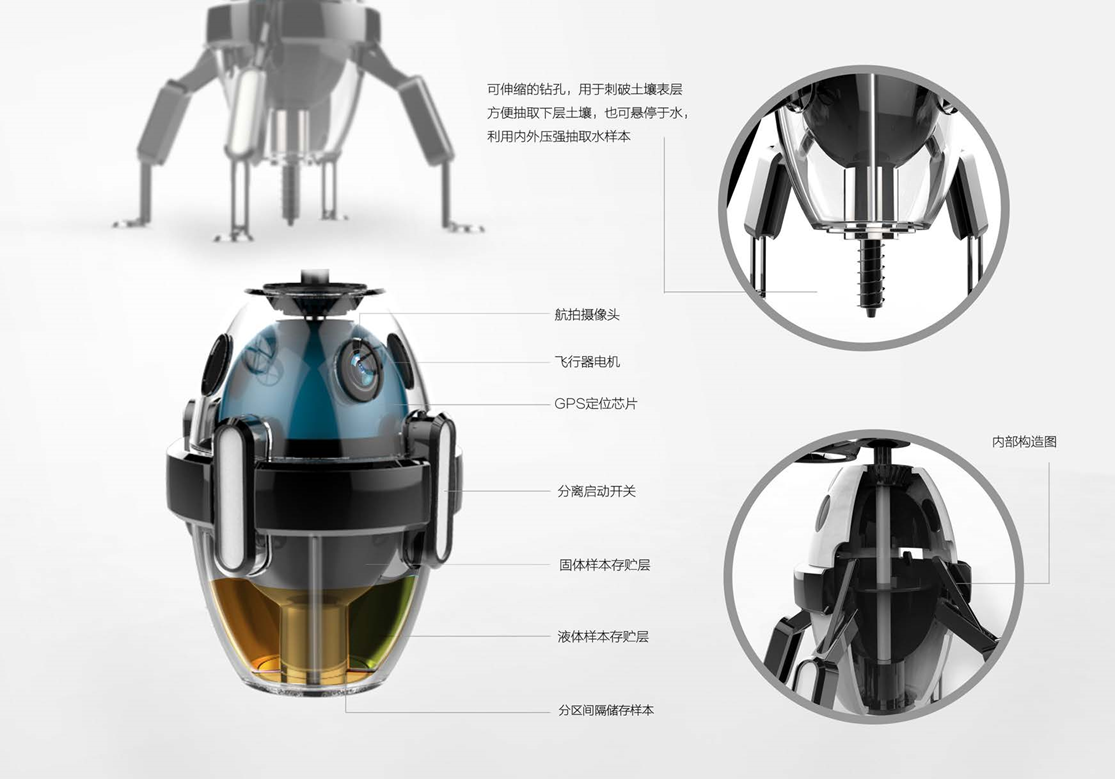 可伸缩的钻孔，用于刺破土壤表层
方便抽取下层土壤，也可悬停于水，
利用内外压强抽取水样本
航拍摄像头
飞行器电机
GPS定位芯片
分离启动开关
固体样本存贮层
液体样本存贮层
分区间隔储存样本
内部构造图